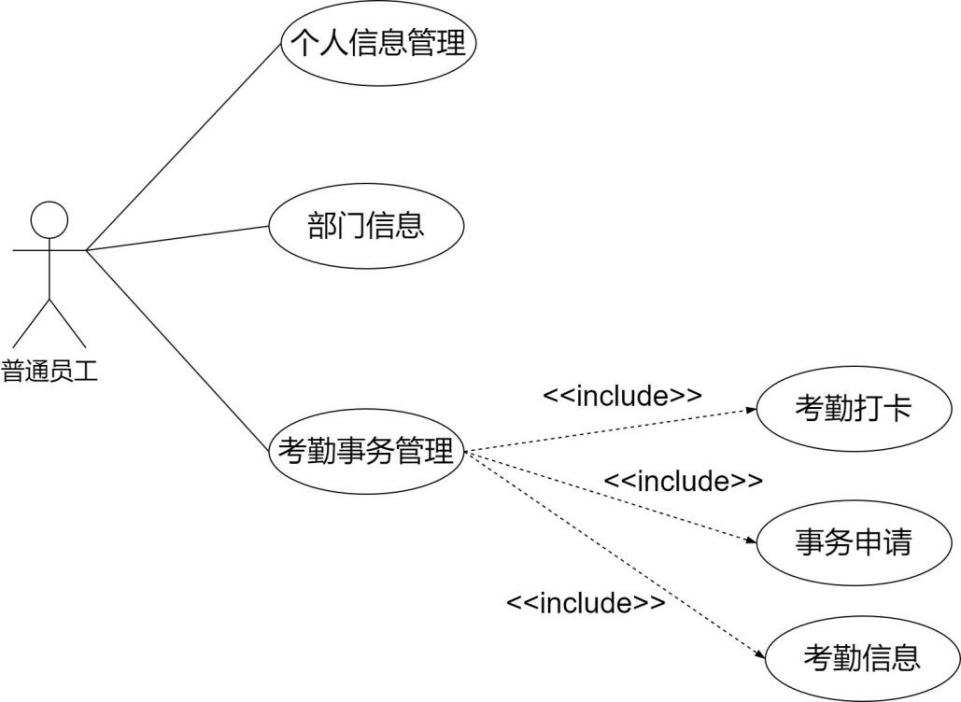 个人信息管理
部门信息
普通员工
考勤事务管理
<<include>>
考勤打卡
<<include>>
事务申请
<<include>>
考勤信息